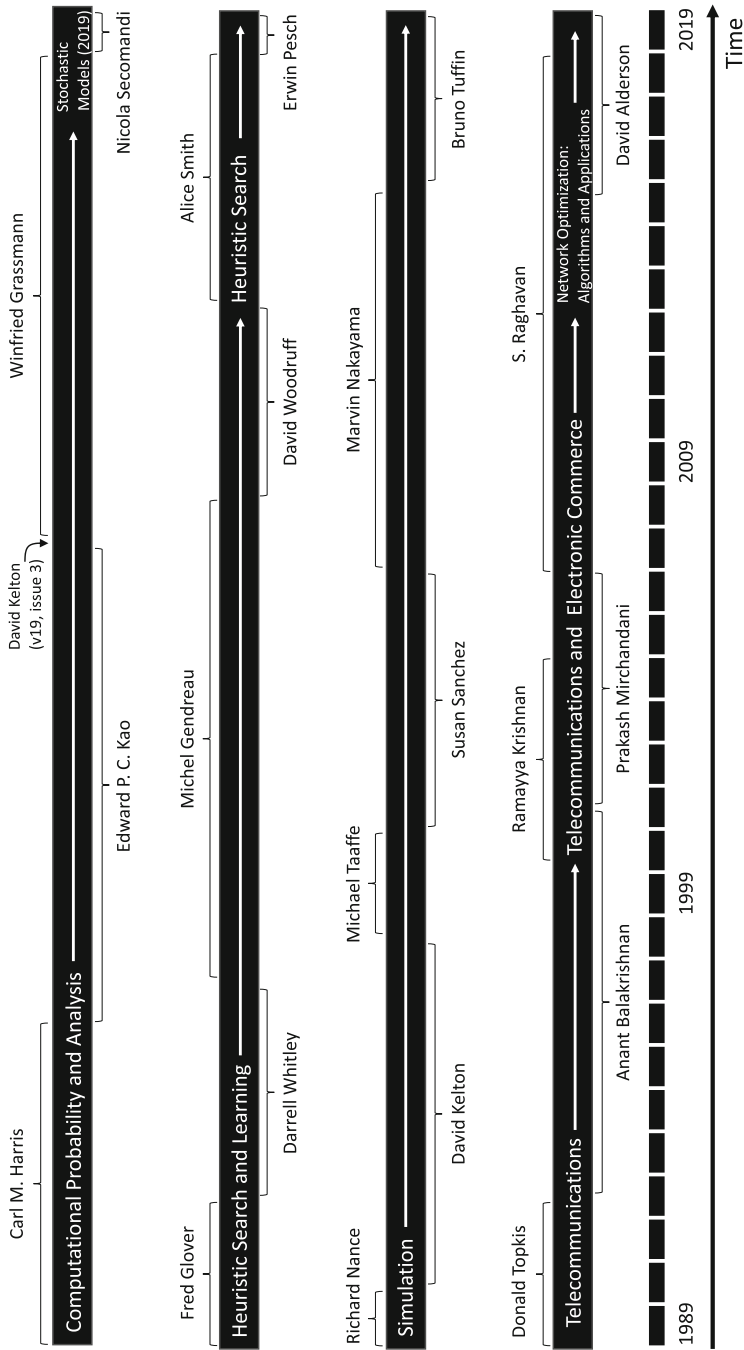 Carl M. Harris
David Kelton
(v19, issue 3)
Winfried Grassmann
Computational Probability and Analysis
Stochastic
Models (2019)
Edward P. C. Kao
Nicola Secomandi
Fred Glover
Michel Gendreau
Alice Smith
Heuristic Search and Learning
Heuristic Search
Darrell Whitley
David Woodruff
Erwin Pesch
Richard Nance
Michael Taaffe
Marvin Nakayama
Simulation
David Kelton
Susan Sanchez
Bruno Tuffin
Donald Topkis
Ramayya Krishnan
S. Raghavan
Telecommunications
Telecommunications and Electronic Commerce
Network Optimization:
Algorithms and Applications
Anant Balakrishnan
Prakash Mirchandani
David Alderson
1989
1999
2009
2019
Time